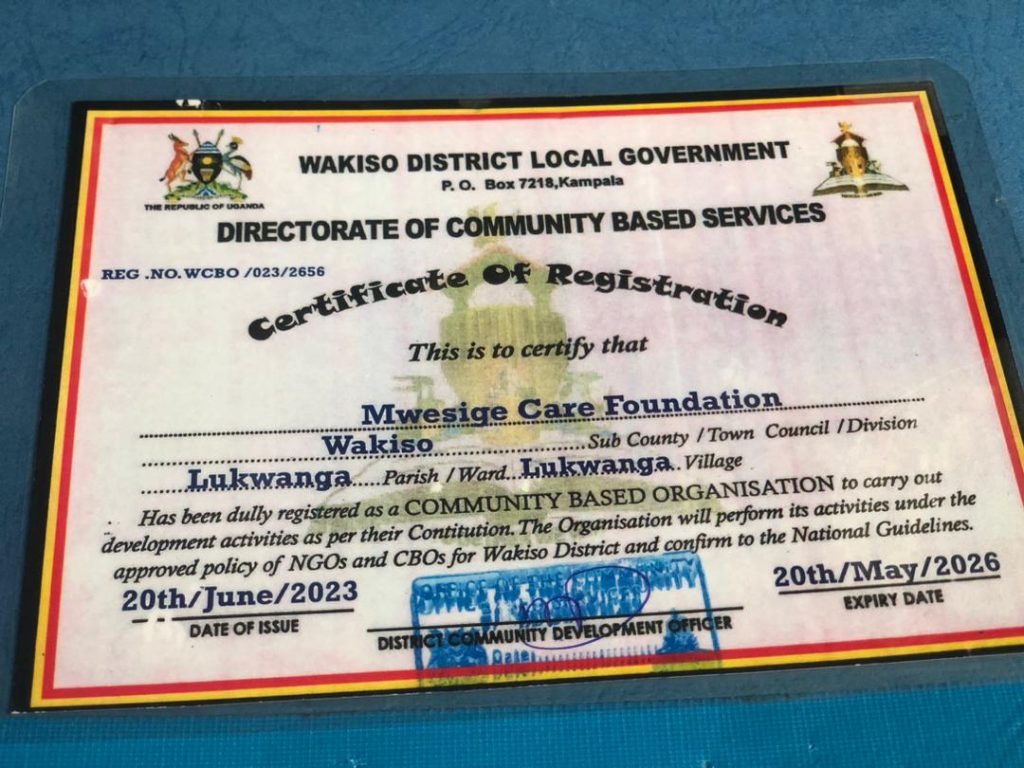 WAKISO DISTRICT LOCAL GOVERNMENT
P. O. Box 7218,Kampala
THE REPUBLIC OF UGANDA
DIRECTORATE OF COMMUNITY BASED SERVICES
REG .NO.WCBO /023/2656
Certificate Of Registration
This is to certify that
Mwesige Care Foundation
Wakiso Sub County / Town Council / Division
Lukwanga Parish / Ward Lukwanga Village
Has been dully registered as a COMMUNITY BASED ORGANISATION to carry out
development activities as per their Contitution. The Organisation will perform its activities under the
approved policy of NGOs and CBOs for Wakiso District and confirm to the National Guidelines.
20th/June/2023
DATE OF ISSUE
OFFICE OF THE COMMUNITY
Date:
DISTRICT COMMUNITY DEVELOPMENT OFFICER
20th/May/2026
EXPIRY DATE